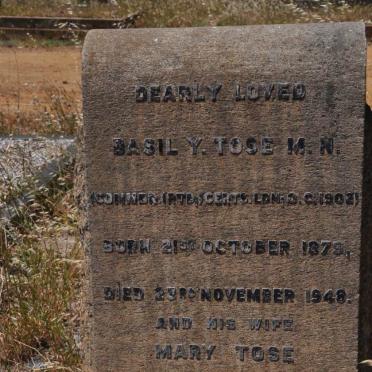 DEARLY LOVED
BASIL Y. TOSE M. N.
BORN 21ST OCTOBER 1879,
DIED 23RD NOVEMBER 1948.
AND HIS WIFE
MARY TOSE